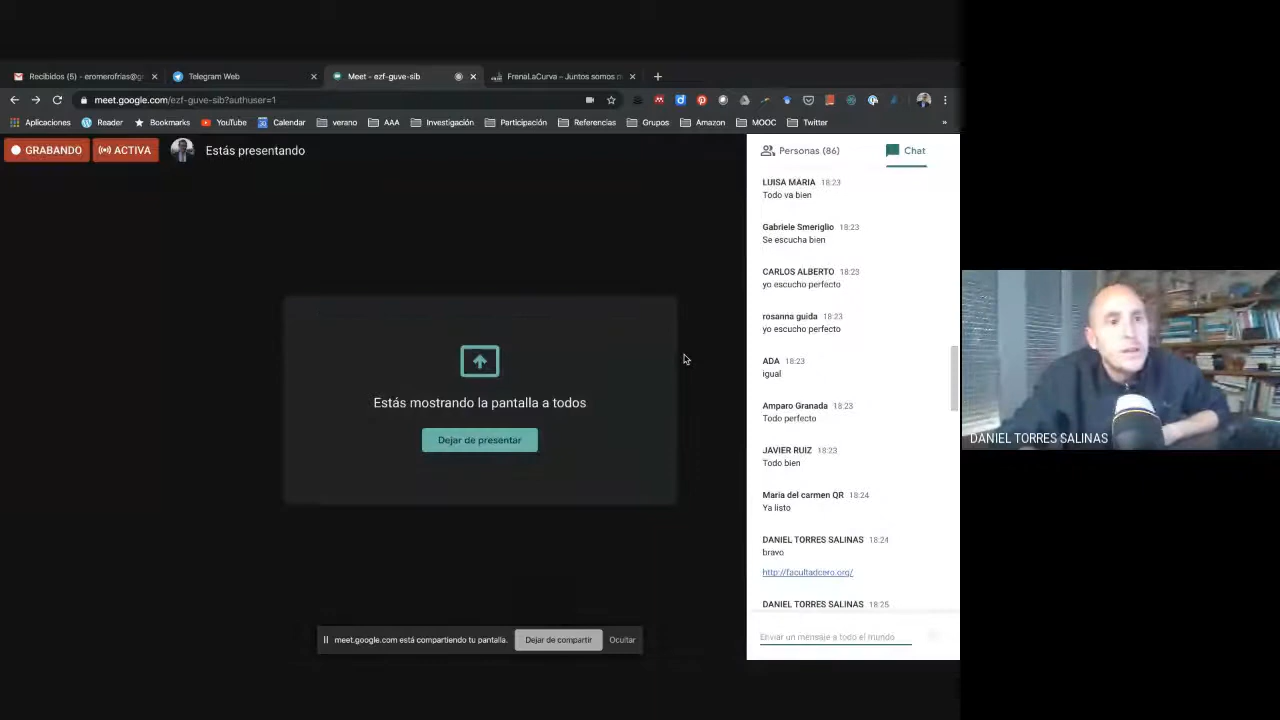 Recibidos (5) - eromerofrias@g
Telegram Web
Meet - ezf-guve-sib
FrenaLaCurva – Juntos somos m
meet.google.com/ezf-guve-sib?authuser=1
Aplicaciones
Reader
Bookmarks
YouTube
Calendar
verano
AAA
Investigación
Participación
Referencias
Grupos
Amazon
MOOC
Twitter
»
GRABANDO
ACTIVA
Estás presentando
Personas (86)
Chat
LUISA MARIA 18:23
Todo va bien
Gabriele Smeriglio 18:23
Se escucha bien
CARLOS ALBERTO 18:23
yo escucho perfecto
rosanna guida 18:23
yo escucho perfecto
ADA 18:23
igual
Amparo Granada 18:23
Todo perfecto
JAVIER RUIZ 18:23
Todo bien
Maria del carmen QR 18:24
Ya listo
DANIEL TORRES SALINAS 18:24
bravo
http://facultadcero.org/
DANIEL TORRES SALINAS 18:25
Enviar un mensaje a todo el mundo
Estás mostrando la pantalla a todos
Dejar de presentar
meet.google.com está compartiendo tu pantalla.
Dejar de compartir
Ocultar
DANIEL TORRES SALINAS